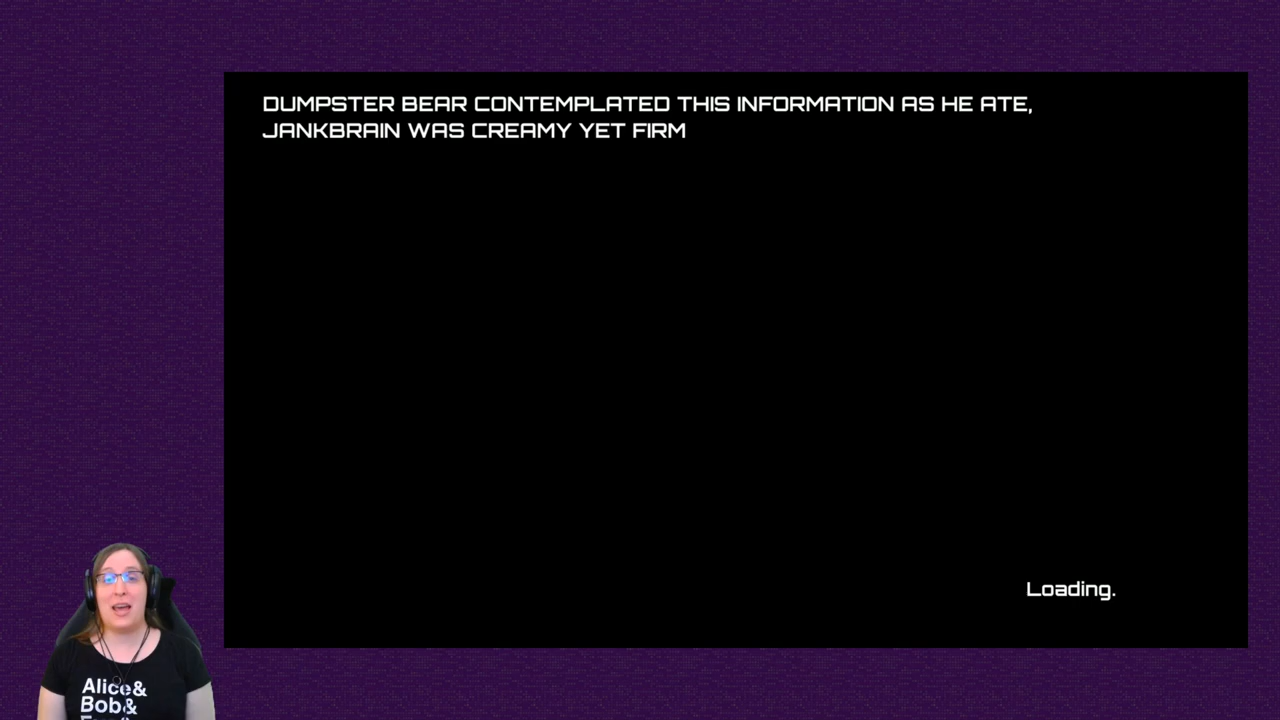 DUMPSTER BEAR CONTEMPLATED THIS INFORMATION AS HE ATE,
JANKBRAIN WAS CREAMY YET FIRM
Loading.
Alice&
Bob&